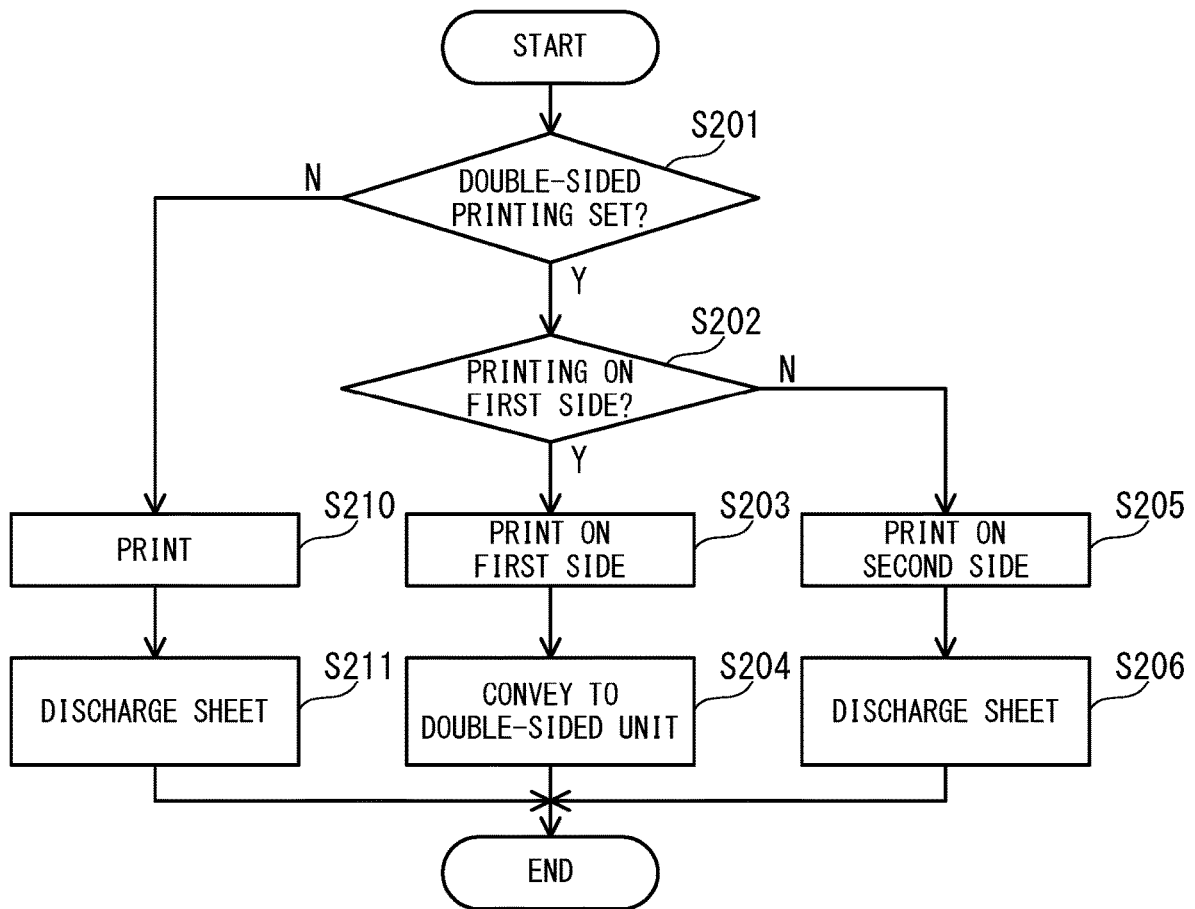 START
S201
N
DOUBLE-SIDED
PRINTING SET?
Y
S202
PRINTING ON
FIRST SIDE?
N
Y
S210
PRINT
S203
PRINT ON
FIRST SIDE
S205
PRINT ON
SECOND SIDE
S211
DISCHARGE SHEET
S204
CONVEY TO
DOUBLE-SIDED UNIT
S206
DISCHARGE SHEET
END